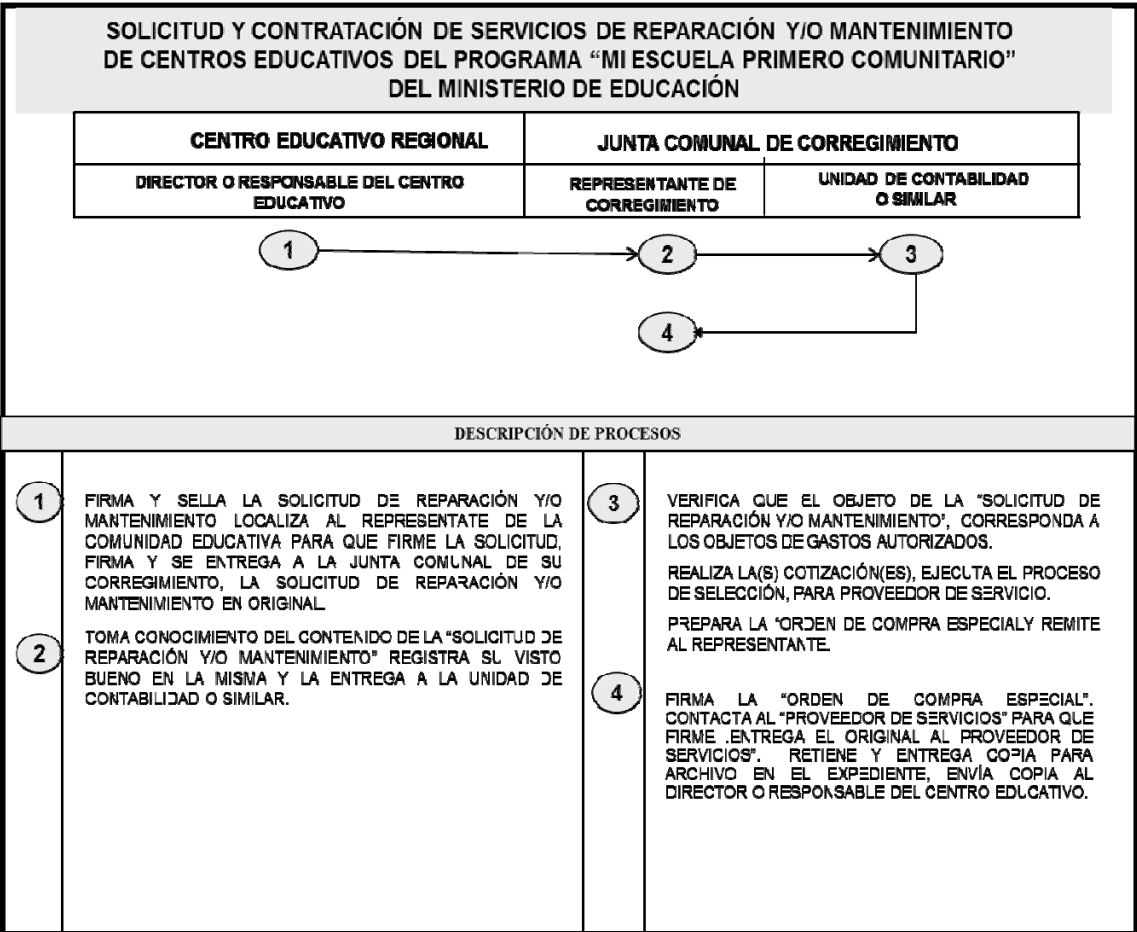 SOLICITUD Y CONTRATACIÓN DE SERVICIOS DE REPARACIÓN Y/O MANTENIMIENTO
DE CENTROS EDUCATIVOS DEL PROGRAMA “MI ESCUELA PRIMERO COMUNITARIO”
DEL MINISTERIO DE EDUCACIÓN
CENTRO EDUCATIVO REGIONAL
JUNTA COMUNAL DE CORREGIMIENTO
DIRECTOR O RESPONSABLE DEL CENTRO
EDUCATIVO
REPRESENTANTE DE
CORREGIMIENTO
UNIDAD DE CONTABILIDAD
O SIMILAR
1
2
3
4
DESCRIPCIÓN DE PROCESOS
1
FIRMA Y SELLA LA SOLICITUD DE REPARACIÓN Y/O
MANTENIMIENTO LOCALIZA AL REPRESENTATE DE LA
COMUNIDAD EDUCATIVA PARA QUE FIRME LA SOLICITUD,
FIRMA Y SE ENTREGA A LA JUNTA COMUNAL DE SU
CORREGIMIENTO, LA SOLICITUD DE REPARACIÓN Y/O
MANTENIMIENTO EN ORIGINAL.
2
TOMA CONOCIMIENTO DEL CONTENIDO DE LA “SOLICITUD DE
REPARACIÓN Y/O MANTENIMIENTO” REGISTRA SU VISTO
BUENO EN LA MISMA Y LA ENTREGA A LA UNIDAD DE
CONTABILIDAD O SIMILAR.
3
VERIFICA QUE EL OBJETO DE LA “SOLICITUD DE
REPARACIÓN Y/O MANTENIMIENTO”, CORRESPONDA A
LOS OBJETOS DE GASTOS AUTORIZADOS.
REALIZA LA(S) COTIZACIÓN(ES), EJECUTA EL PROCESO
DE SELECCIÓN, PARA PROVEEDOR DE SERVICIO.
PREPARA LA “ORDEN DE COMPRA ESPECIALY REMITE
AL REPRESENTANTE.
4
FIRMA LA “ORDEN DE COMPRA ESPECIAL”.
CONTACTA AL “PROVEEDOR DE SERVICIOS” PARA QUE
FIRME .ENTREGA EL ORIGINAL AL PROVEEDOR DE
SERVICIOS”. RETIENE Y ENTREGA COPIA PARA
ARCHIVO EN EL EXPEDIENTE, ENVÍA COPIA AL
DIRECTOR O RESPONSABLE DEL CENTRO EDUCATIVO.